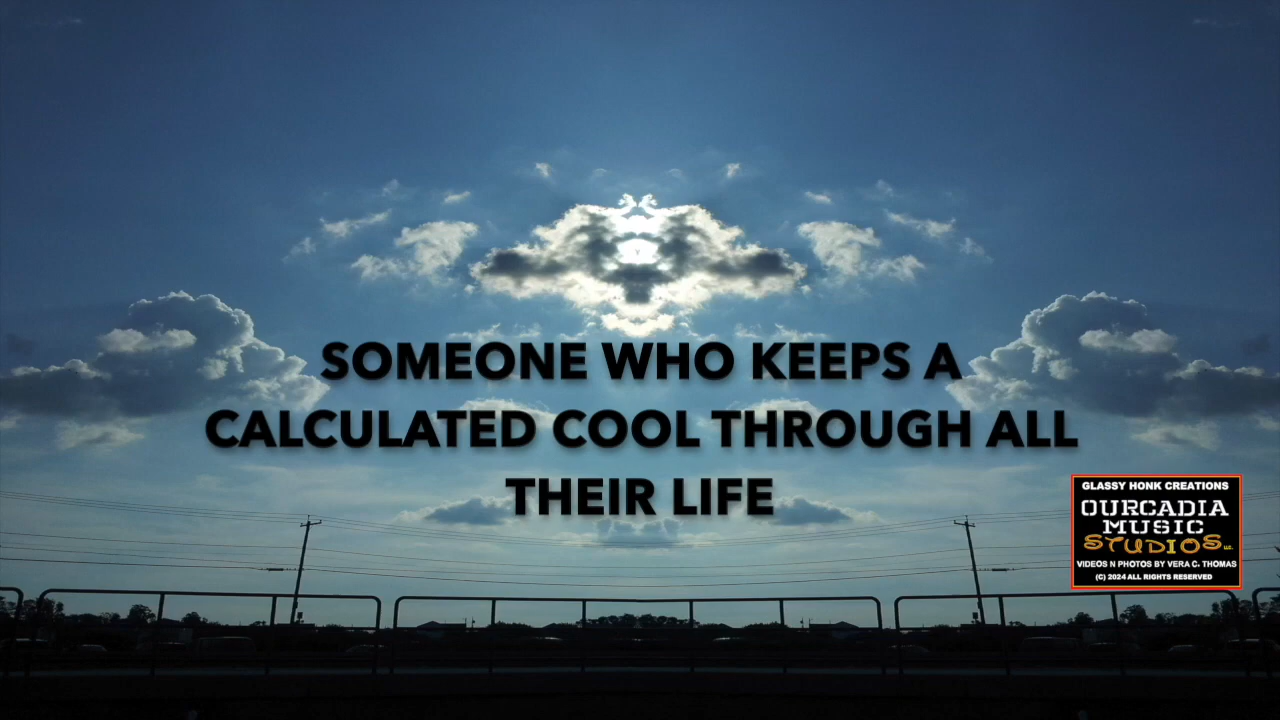 SOMEONE WHO KEEPS A
CALCULATED COOL THROUGH ALL
THEIR LIFE
GLASSY HONK CREATIONS
OURCADIA
MUSIC
STUDIOS LLC.
VIDEOS N PHOTOS BY VERA C. THOMAS
(C) 2024 ALL RIGHTS RESERVED